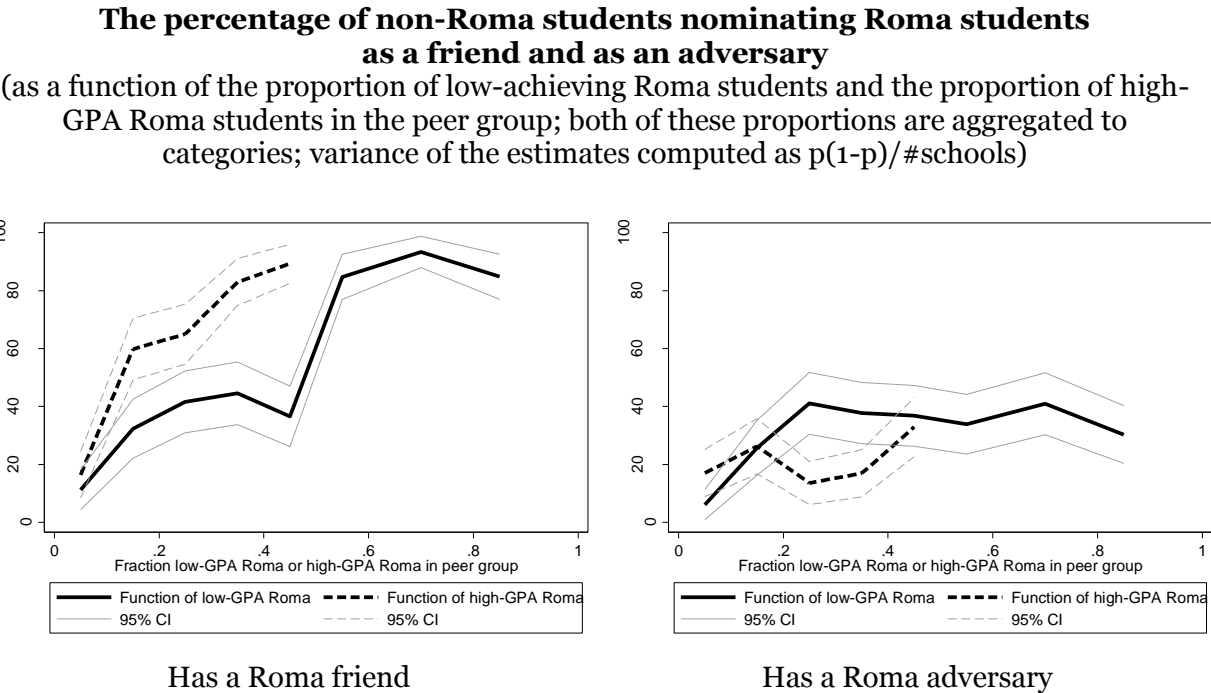 The percentage of non-Roma students nominating Roma students
as a friend and as an adversary
(as a function of the proportion of low-achieving Roma students and the proportion of high-
GPA Roma students in the peer group; both of these proportions are aggregated to
categories; variance of the estimates computed as p(1-p)/#schools)
100
80
60
40
20
0
0 .2 .4 .6 .8 1
Fraction low-GPA Roma or high-GPA Roma in peer group
Function of low-GPA Roma Function of high-GPA Roma
95% CI 95% CI
Has a Roma friend
100
80
60
40
20
0
0 .2 .4 .6 .8 1
Fraction low-GPA Roma or high-GPA Roma in peer group
Function of low-GPA Roma Function of high-GPA Roma
95% CI 95% CI
Has a Roma adversary